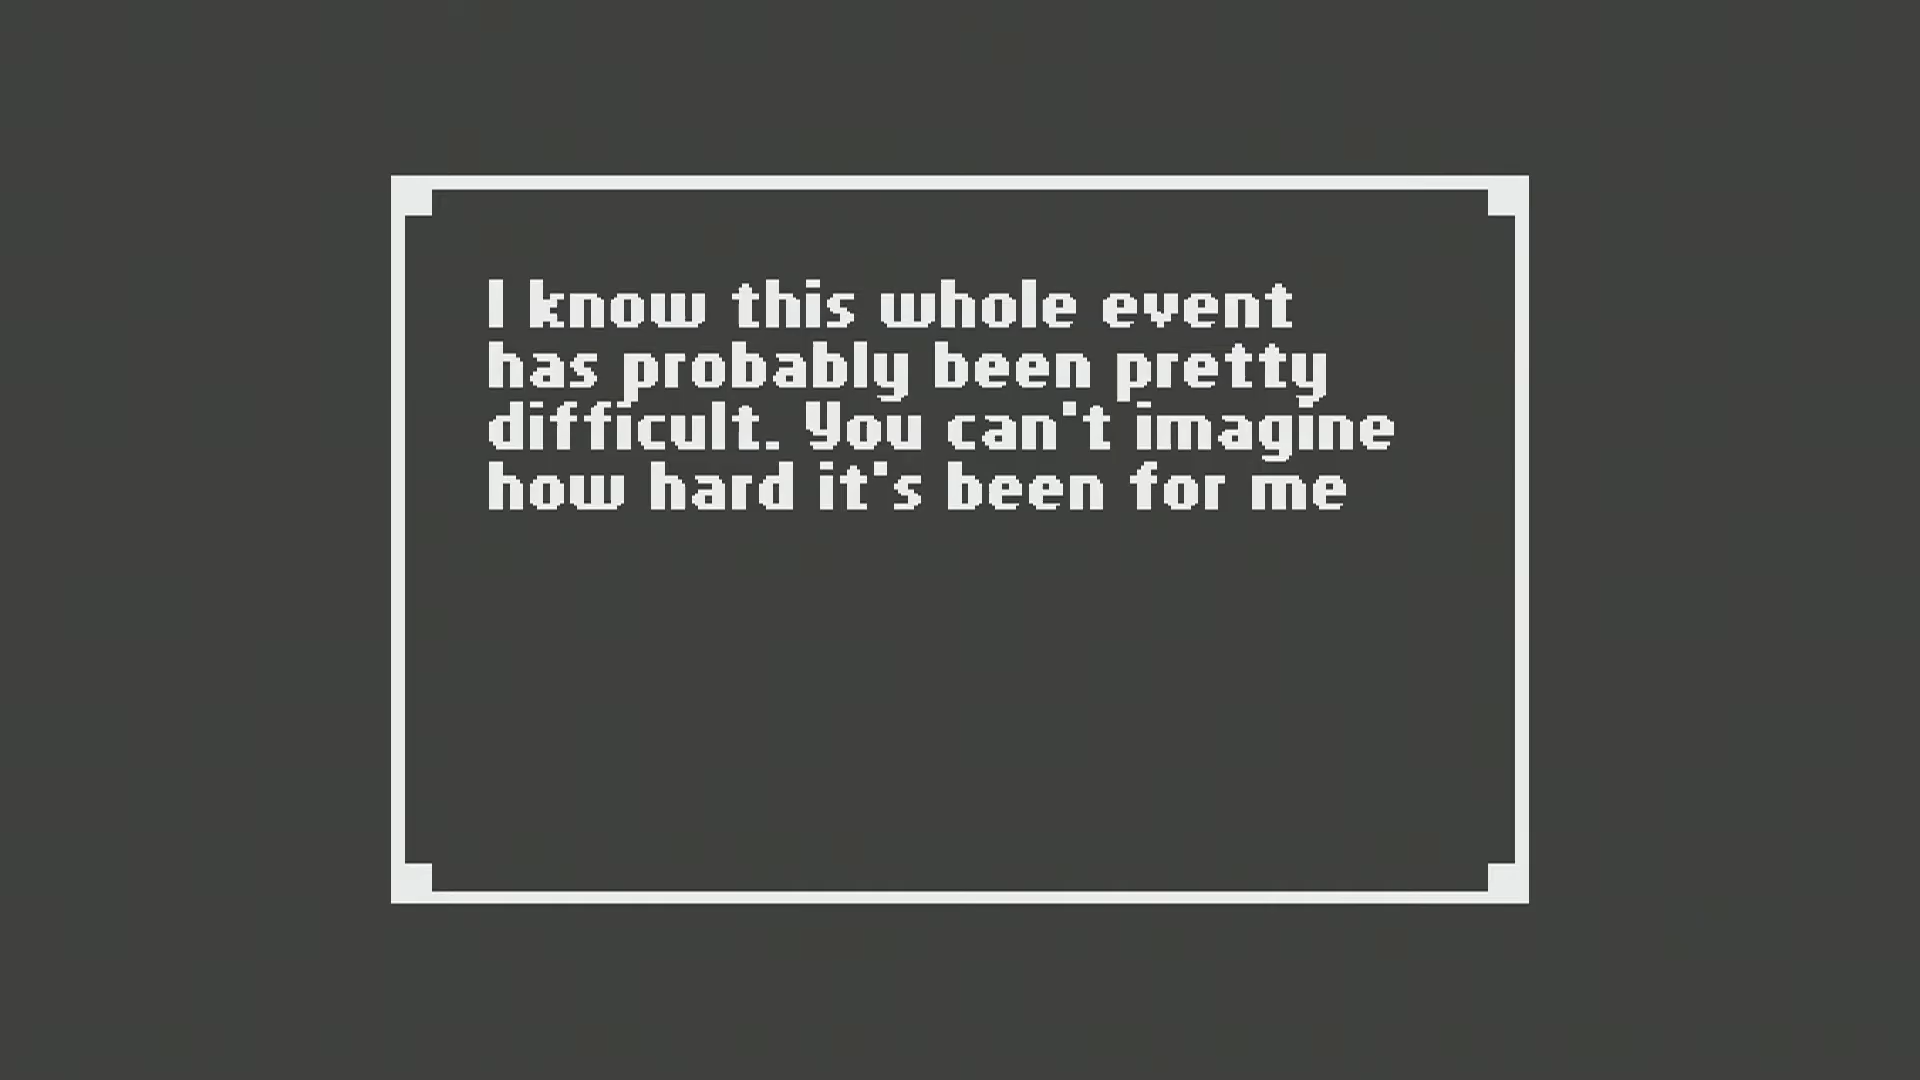 I know this whole event
has probably been pretty
difficult. You can't imagine
how hard it's been for me